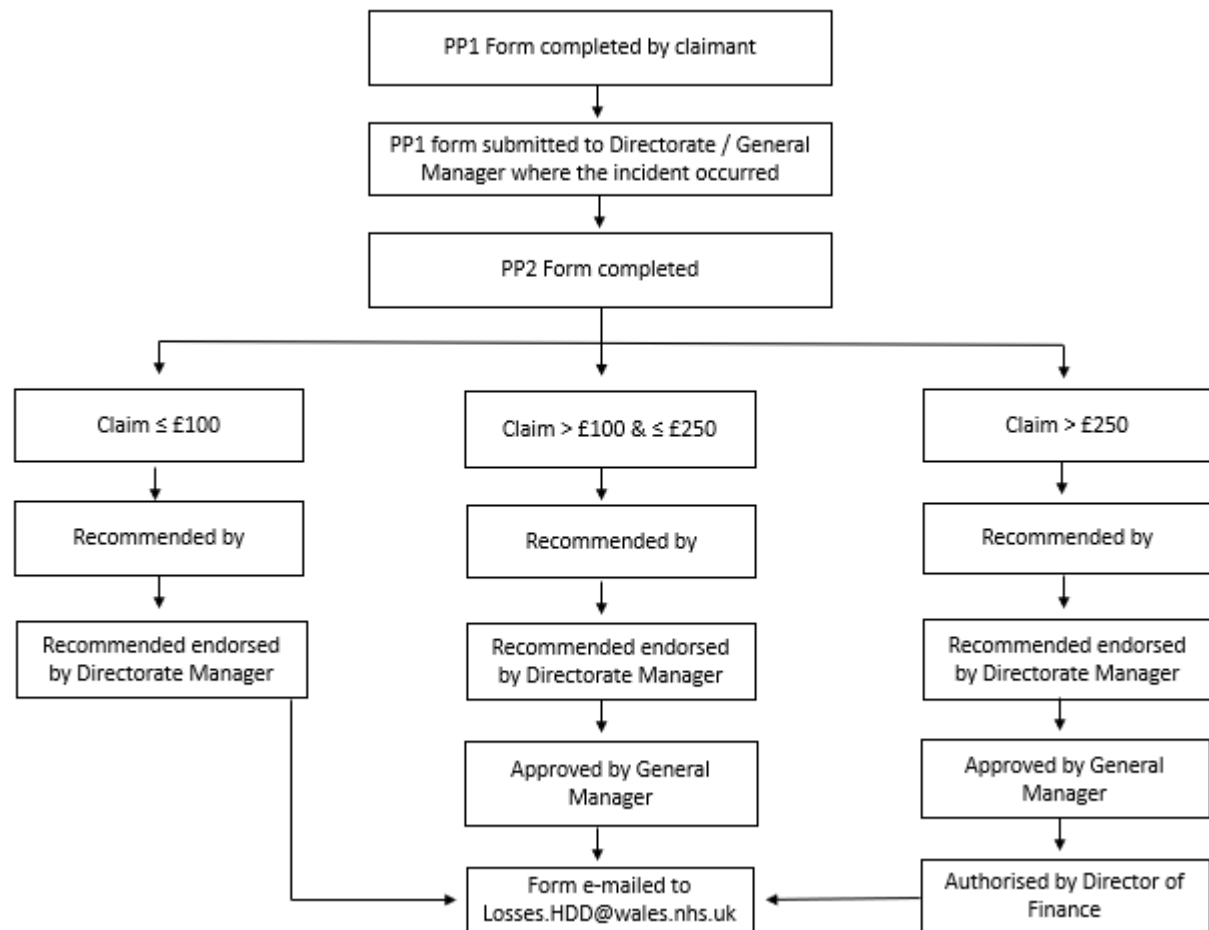 PP1 Form completed by claimant
PP1 form submitted to Directorate / General
Manager where the incident occurred
PP2 Form completed
Claim ≤ £100
Claim > £100 & ≤ £250
Claim > £250
Recommended by
Recommended by
Recommended by
Recommended endorsed
by Directorate Manager
Recommended endorsed
by Directorate Manager
Recommended endorsed
by Directorate Manager
Approved by General
Manager
Approved by General
Manager
Form e-mailed to
Losses.HDD@wales.nhs.uk
Authorised by Director of
Finance